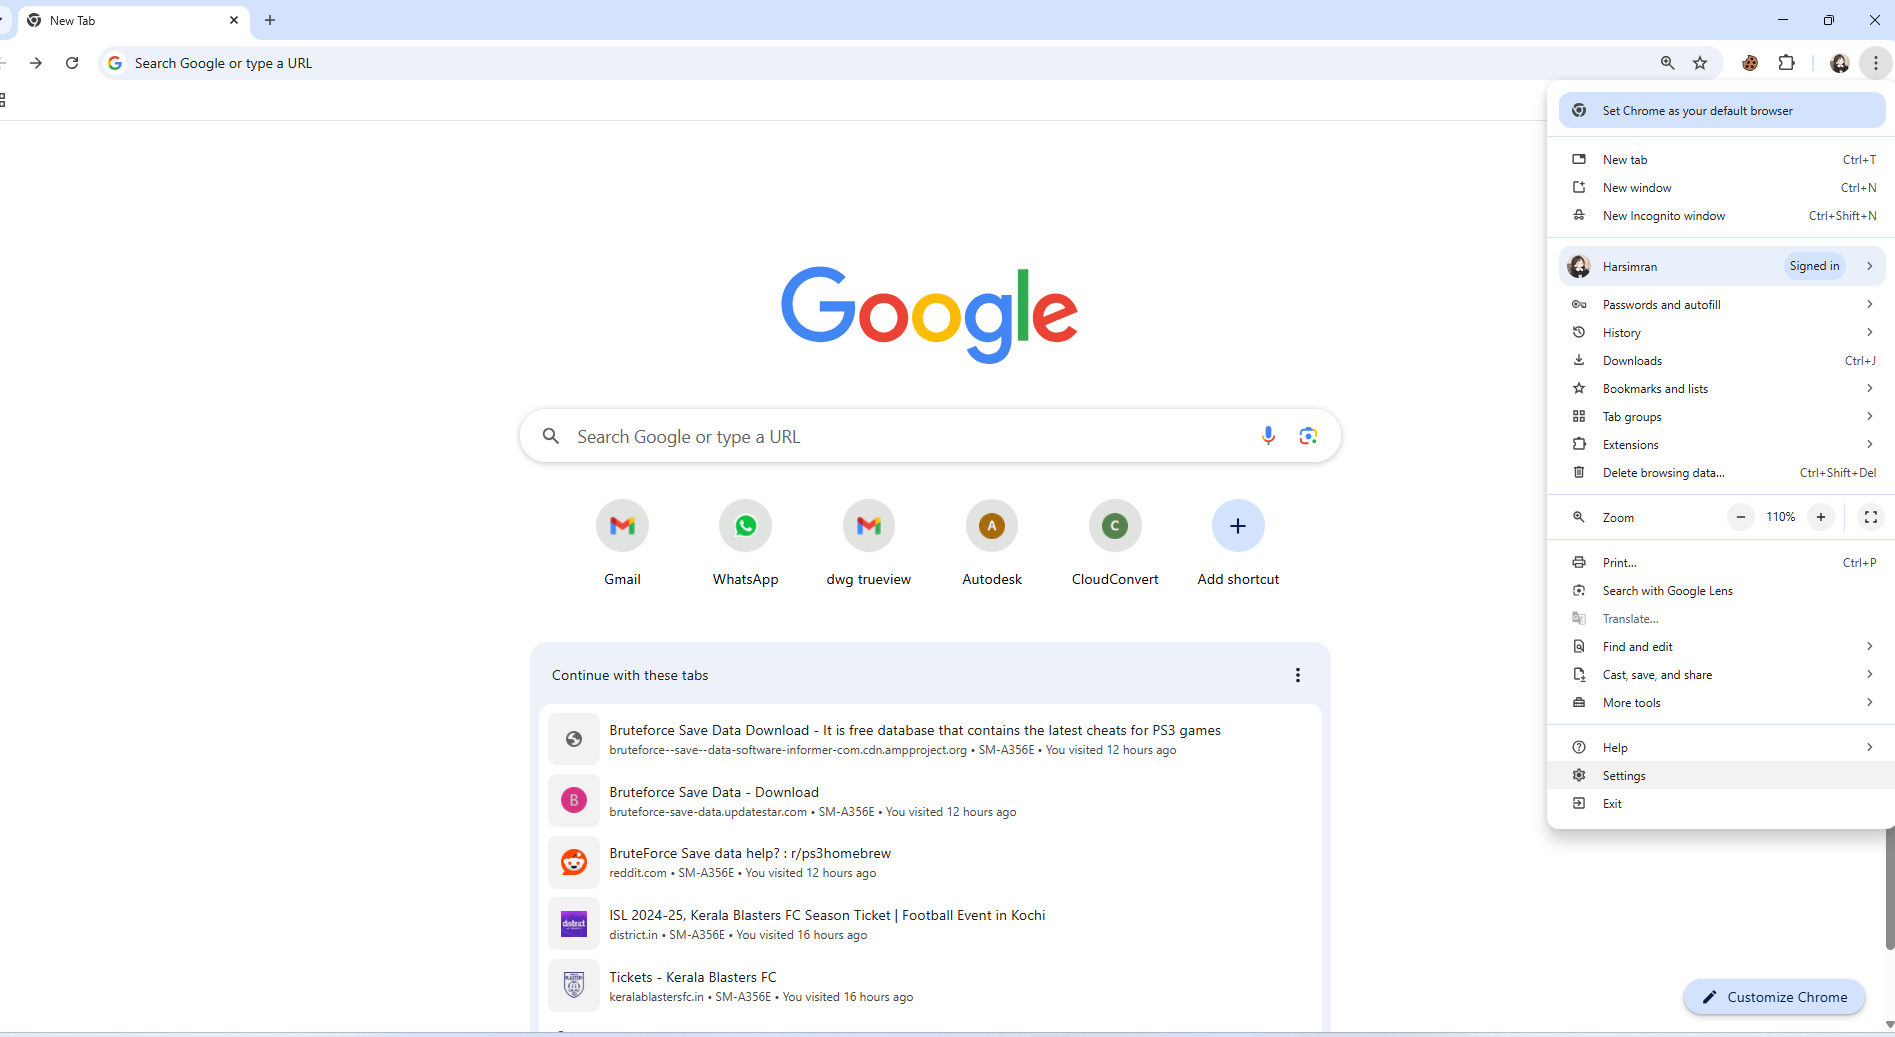 New Tab
Search Google or type a URL
Set Chrome as your default browser
New tab Ctrl+T
New window Ctrl+N
New Incognito window Ctrl+Shift+N
Harsimran Signed in
Passwords and autofill
History
Downloads Ctrl+J
Bookmarks and lists
Tab groups
Extensions
Delete browsing data... Ctrl+Shift+Del
Zoom 110%
Print... Ctrl+P
Search with Google Lens
Translate...
Find and edit
Cast, save, and share
More tools
Help
Settings
Exit
Google
Search Google or type a URL
A C
Gmail WhatsApp dwg trueview Autodesk CloudConvert Add shortcut
Continue with these tabs
Bruteforce Save Data Download - It is free database that contains the latest cheats for PS3 games
bruteforce--save--data-software-informer-com.cdn.ampproject.org • SM-A356E • You visited 12 hours ago
B
Bruteforce Save Data - Download
bruteforce-save-data.updatestar.com • SM-A356E • You visited 12 hours ago
BruteForce Save data help? : r/ps3homebrew
reddit.com • SM-A356E • You visited 12 hours ago
district
ISL 2024-25, Kerala Blasters FC Season Ticket | Football Event in Kochi
district.in • SM-A356E • You visited 16 hours ago
Tickets - Kerala Blasters FC
keralablastersfc.in • SM-A356E • You visited 16 hours ago
Customize Chrome